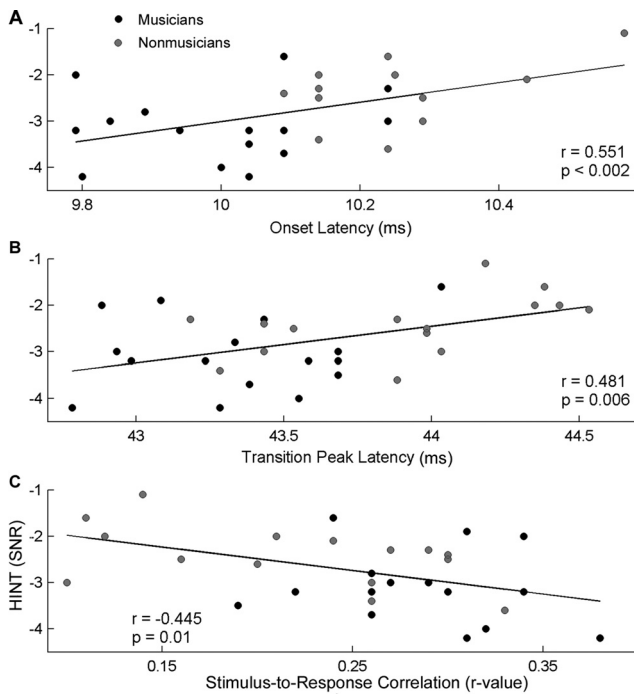 A
Musicians
Nonmusicians
-1
-2
-3
-4
r = 0.551
p < 0.002
9.8 10 10.2 10.4
Onset Latency (ms)
B
-1
-2
-3
-4
r = 0.481
p = 0.006
43 43.5 44 44.5
Transition Peak Latency (ms)
C
-1
-2
-3
-4
HINT (SNR)
r = -0.445
p = 0.01
0.15 0.25 0.35
Stimulus-to-Response Correlation (r-value)